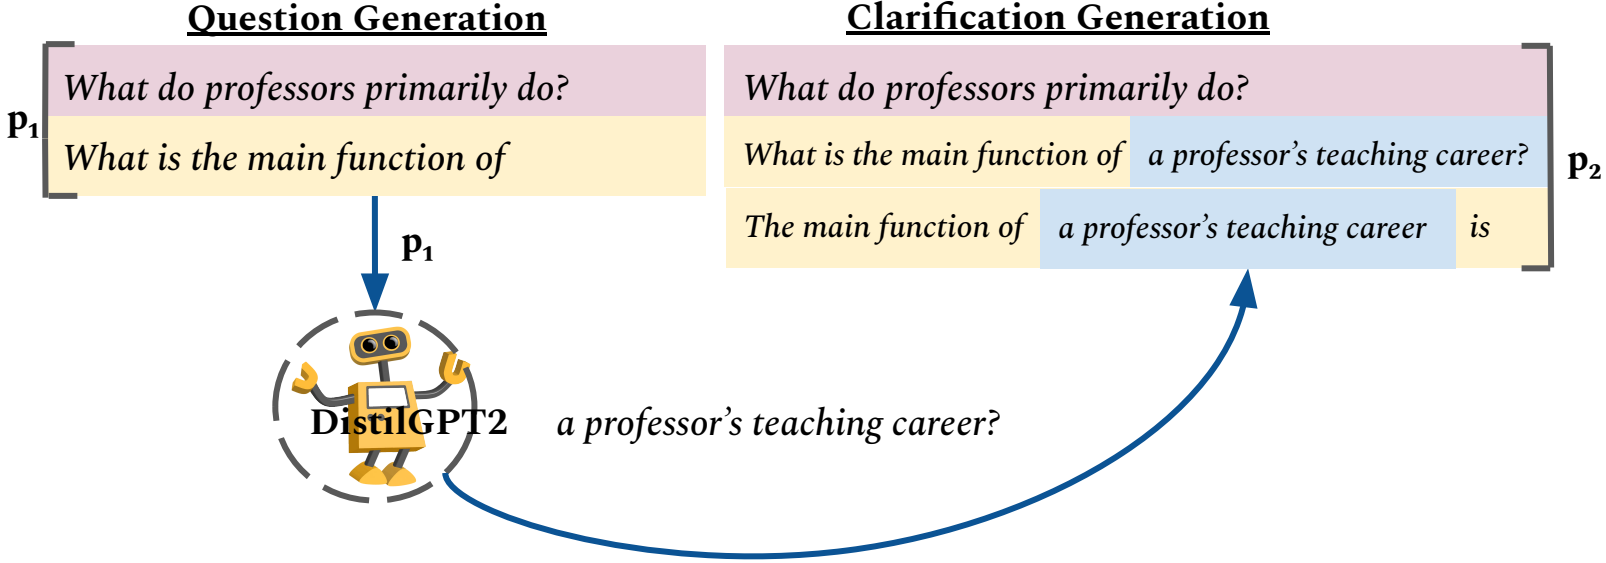 Question Generation
What do professors primarily do?
p1
What is the main function of
p1
DistilGPT2
a professor's teaching career?
Clarification Generation
What do professors primarily do?
What is the main function of a professor's teaching career?
p2
The main function of a professor's teaching career is